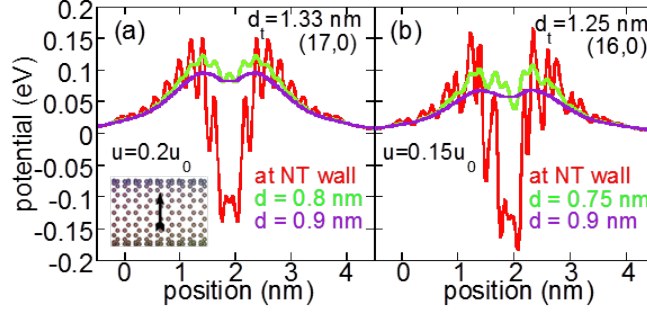 0.2
0.15
0.1
0.05
0
-0.05
-0.1
-0.15
-0.2
potential (eV)
(a)
d_t=1.33 nm
(17,0)
u=0.2u_0
at NT wall
d = 0.8 nm
d = 0.9 nm
0 1 2 3 4
position (nm)
(b)
d_t=1.25 nm
(16,0)
u=0.15u_0
at NT wall
d = 0.75 nm
d = 0.9 nm
0 1 2 3 4
position (nm)